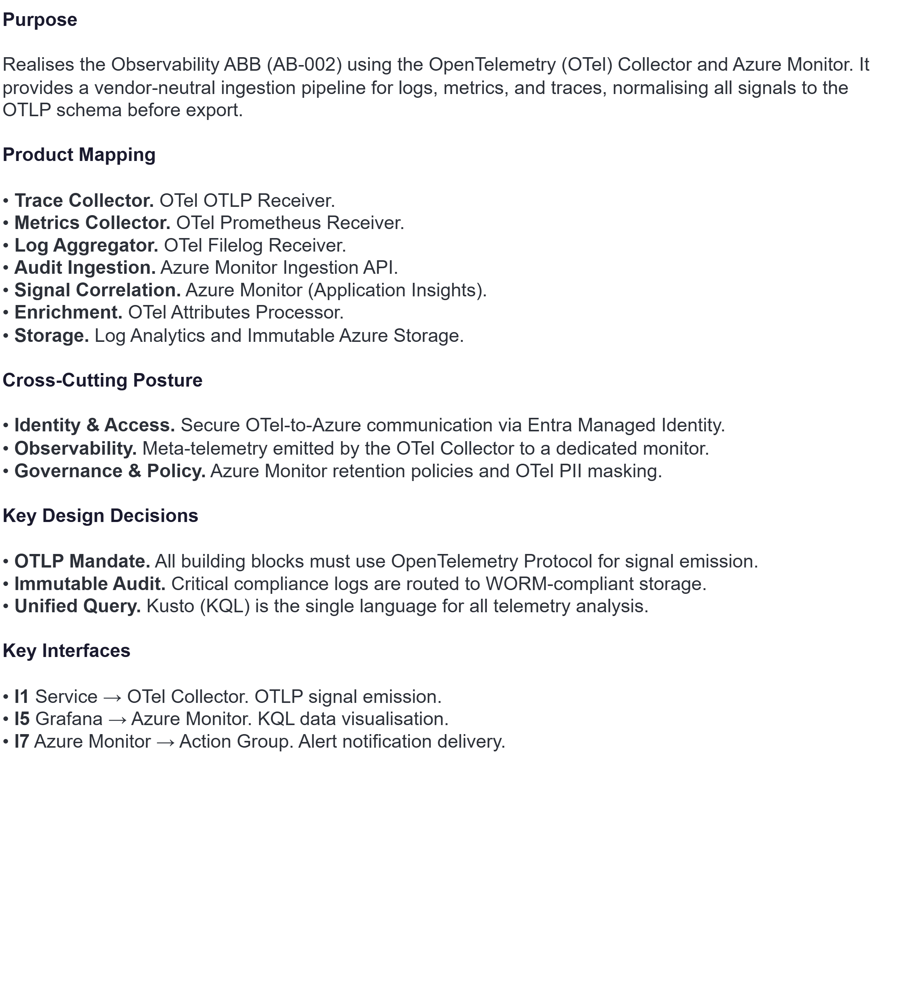 Purpose
Realises the Observability ABB (AB-002) using the OpenTelemetry (OTel) Collector and Azure Monitor. It
provides a vendor-neutral ingestion pipeline for logs, metrics, and traces, normalising all signals to the
OTLP schema before export.
Product Mapping
• Trace Collector. OTel OTLP Receiver.
• Metrics Collector. OTel Prometheus Receiver.
• Log Aggregator. OTel Filelog Receiver.
• Audit Ingestion. Azure Monitor Ingestion API.
• Signal Correlation. Azure Monitor (Application Insights).
• Enrichment. OTel Attributes Processor.
• Storage. Log Analytics and Immutable Azure Storage.
Cross-Cutting Posture
• Identity & Access. Secure OTel-to-Azure communication via Entra Managed Identity.
• Observability. Meta-telemetry emitted by the OTel Collector to a dedicated monitor.
• Governance & Policy. Azure Monitor retention policies and OTel PII masking.
Key Design Decisions
• OTLP Mandate. All building blocks must use OpenTelemetry Protocol for signal emission.
• Immutable Audit. Critical compliance logs are routed to WORM-compliant storage.
• Unified Query. Kusto (KQL) is the single language for all telemetry analysis.
Key Interfaces
• I1 Service → OTel Collector. OTLP signal emission.
• I5 Grafana → Azure Monitor. KQL data visualisation.
• I7 Azure Monitor → Action Group. Alert notification delivery.